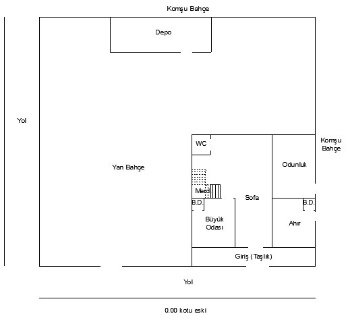 Komşu Bahçe
Depo
Yol
WC
Komşu
Bahçe
Odunluk
Yan Bahçe
Merd
Sofa
B.D.
B.D.
Büyük
Odası
Ahır
Giriş (Taşlık)
Yol
0.00 kotu eski